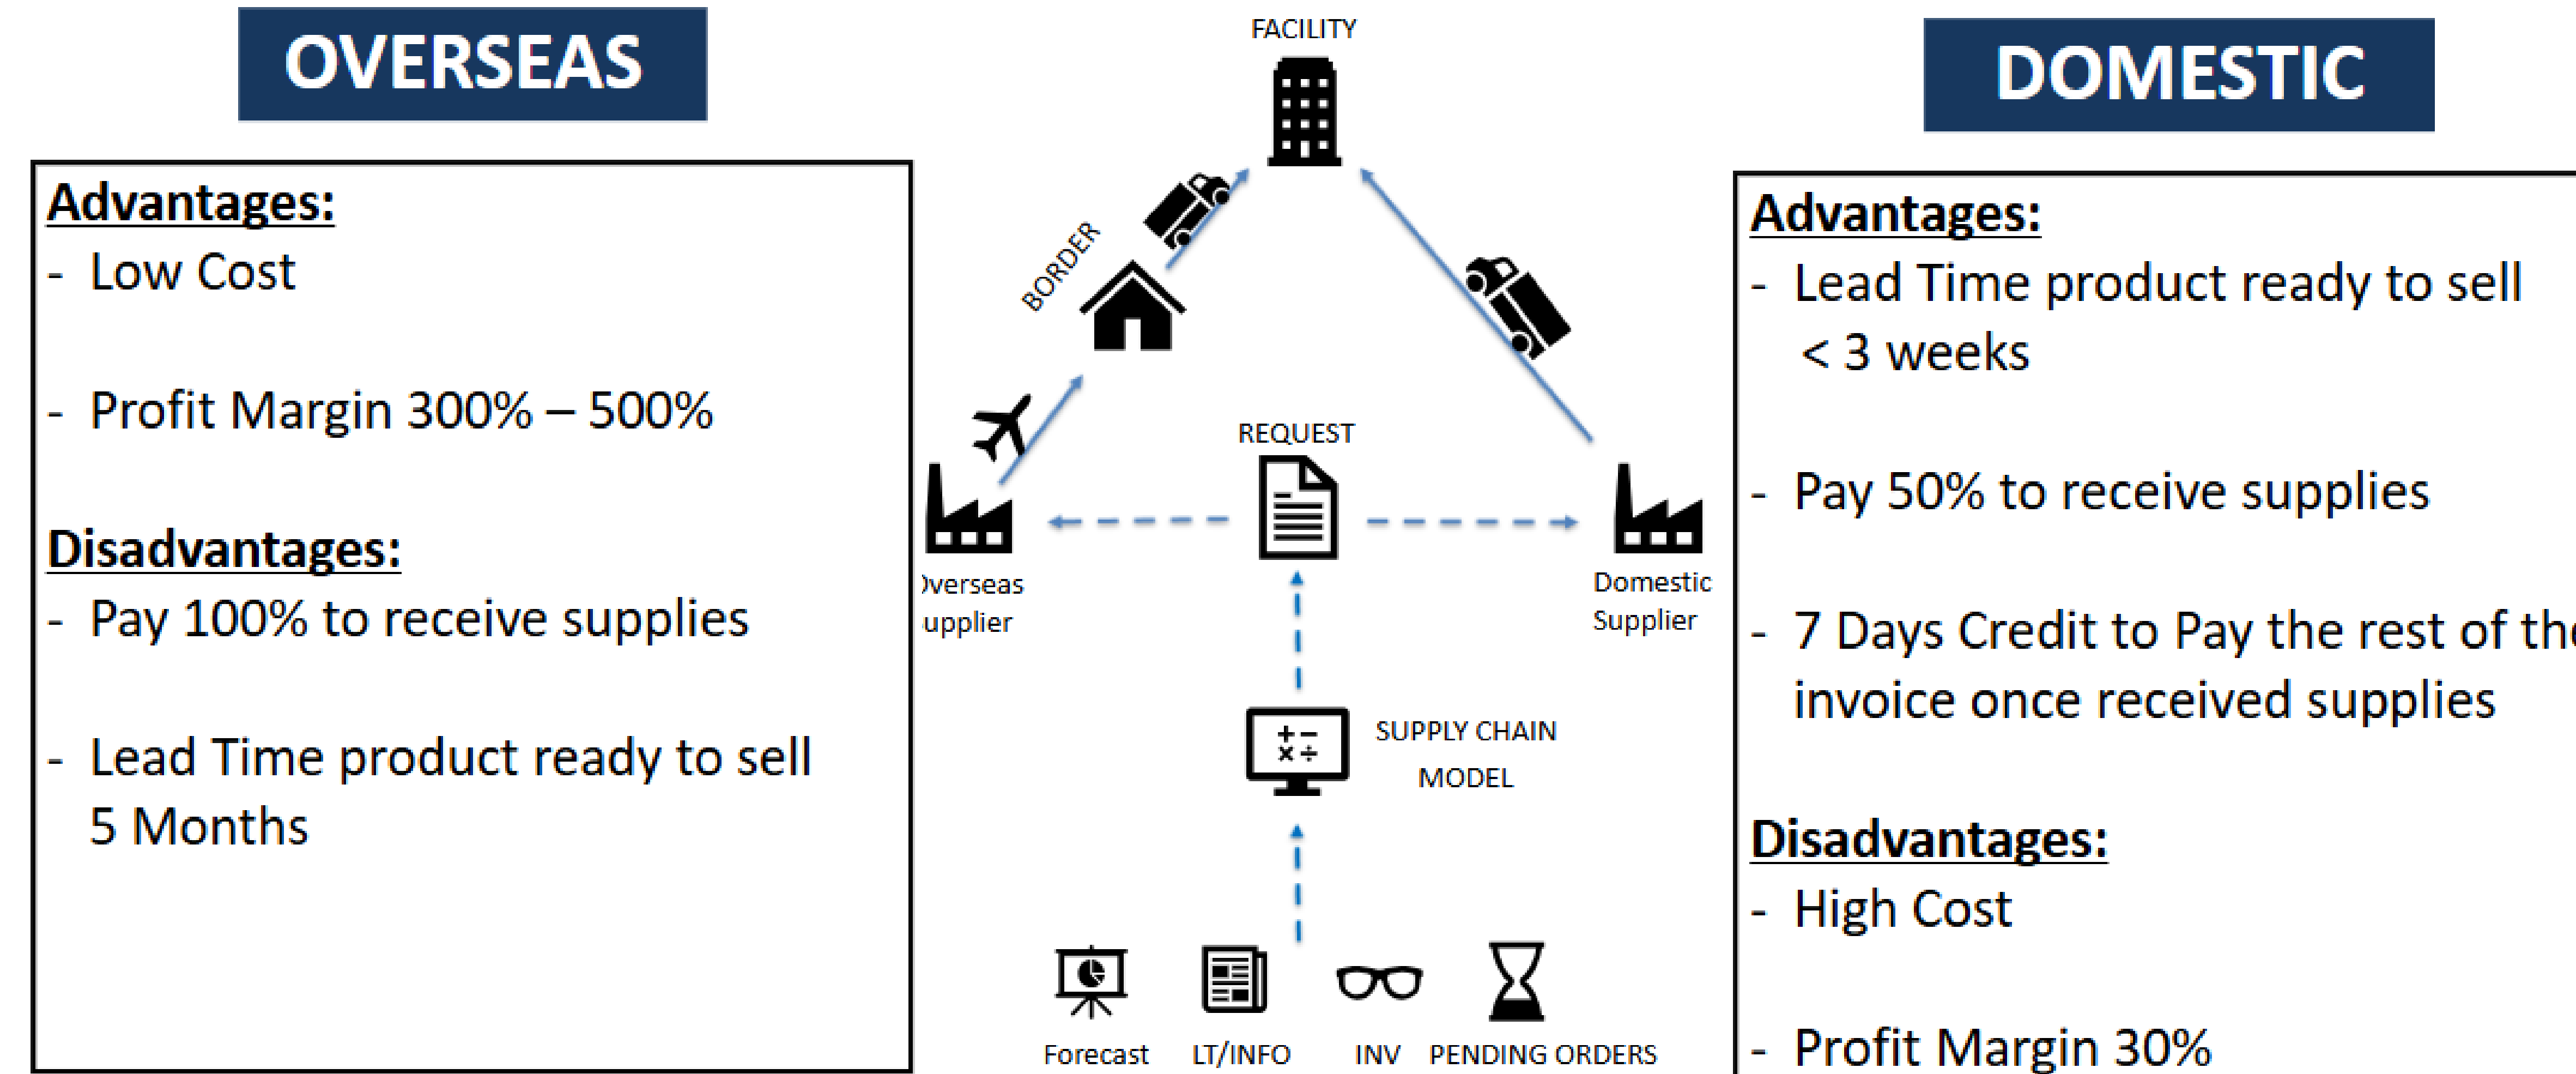 OVERSEAS
Advantages:
- Low Cost
- Profit Margin 300% – 500%
Disadvantages:
- Pay 100% to receive supplies
- Lead Time product ready to sell
5 Months
FACILITY
BORDER
REQUEST
verseas
upplier
Domestic
Supplier
SUPPLY CHAIN
MODEL
Forecast
LT/INFO
INV
PENDING ORDERS
DOMESTIC
Advantages:
- Lead Time product ready to sell
< 3 weeks
- Pay 50% to receive supplies
- 7 Days Credit to Pay the rest of the
invoice once received supplies
Disadvantages:
- High Cost
- Profit Margin 30%